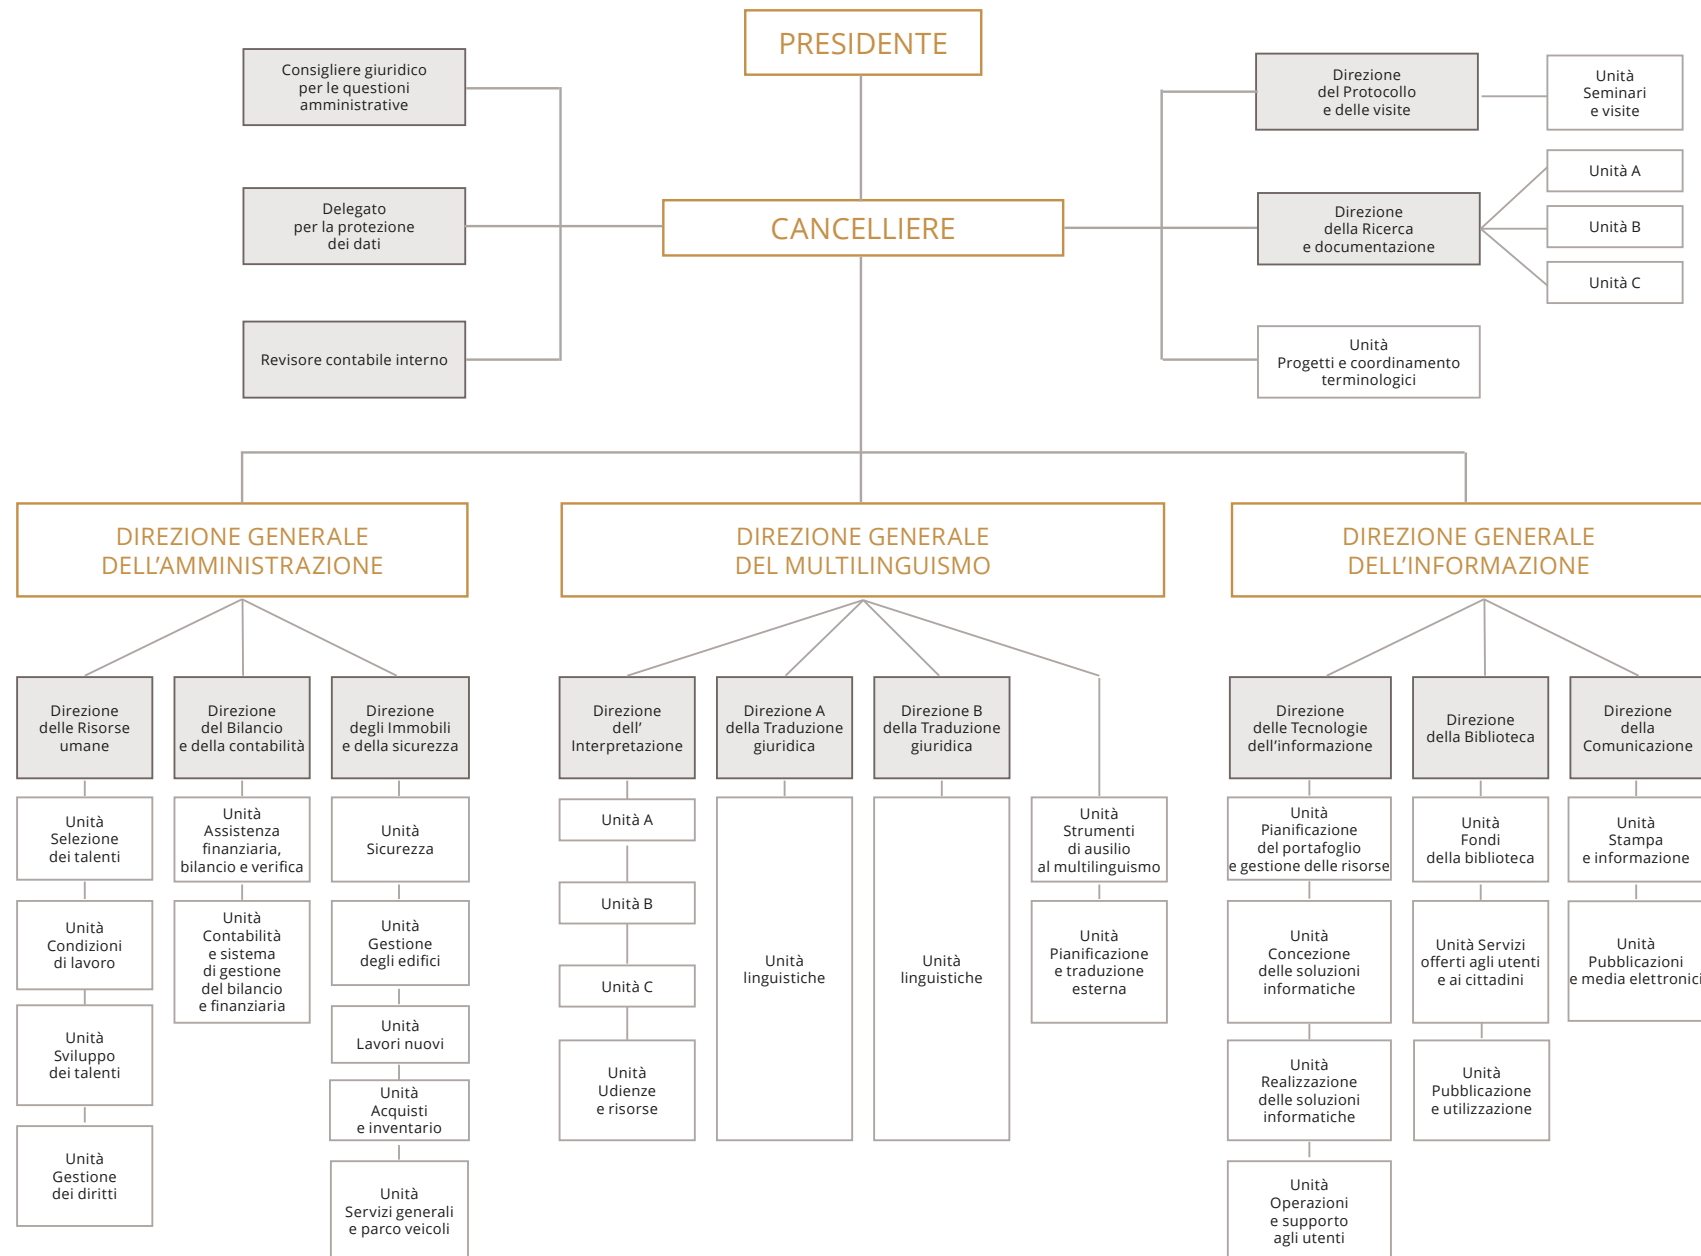 PRESIDENTE
Consigliere giuridico
per le questioni
amministrative
Direzione
del Protocollo
e delle visite
Unità
Seminari
e visite
Delegato
per la protezione
dei dati
CANCELLIERE
Direzione
della Ricerca
e documentazione
Unità A
Unità B
Unità C
Revisore contabile interno
Unità
Progetti e coordinamento
terminologici
DIREZIONE GENERALE
DELL’AMMINISTRAZIONE
DIREZIONE GENERALE
DEL MULTILINGUISMO
DIREZIONE GENERALE
DELL’INFORMAZIONE
Direzione
delle Risorse
umane
Unità
Selezione
dei talenti
Unità
Condizioni
di lavoro
Unità
Sviluppo
dei talenti
Unità
Gestione
dei diritti
Direzione
del Bilancio
e della contabilità
Unità
Assistenza
finanziaria,
bilancio e verifica
Unità
Contabilità
e sistema
di gestione
del bilancio
e finanziaria
Direzione
degli Immobili
e della sicurezza
Unità
Sicurezza
Unità
Gestione
degli edifici
Unità
Lavori nuovi
Unità
Acquisti
e inventario
Unità
Servizi generali
e parco veicoli
Direzione
dell’
Interpretazione
Unità A
Unità B
Unità C
Unità
Udienze
e risorse
Direzione A
della Traduzione
giuridica
Unità
linguistiche
Direzione B
della Traduzione
giuridica
Unità
linguistiche
Unità
Strumenti
di ausilio
al multilinguismo
Unità
Pianificazione
e traduzione
esterna
Direzione
delle Tecnologie
dell’informazione
Unità
Pianificazione
del portafoglio
e gestione delle risorse
Unità
Concezione
delle soluzioni
informatiche
Unità
Realizzazione
delle soluzioni
informatiche
Unità
Operazioni
e supporto
agli utenti
Direzione
della Biblioteca
Unità
Fondi
della biblioteca
Unità Servizi
offerti agli utenti
e ai cittadini
Unità
Pubblicazione
e utilizzazione
Direzione
della
Comunicazione
Unità
Stampa
e informazione
Unità
Pubblicazioni
e media elettronici